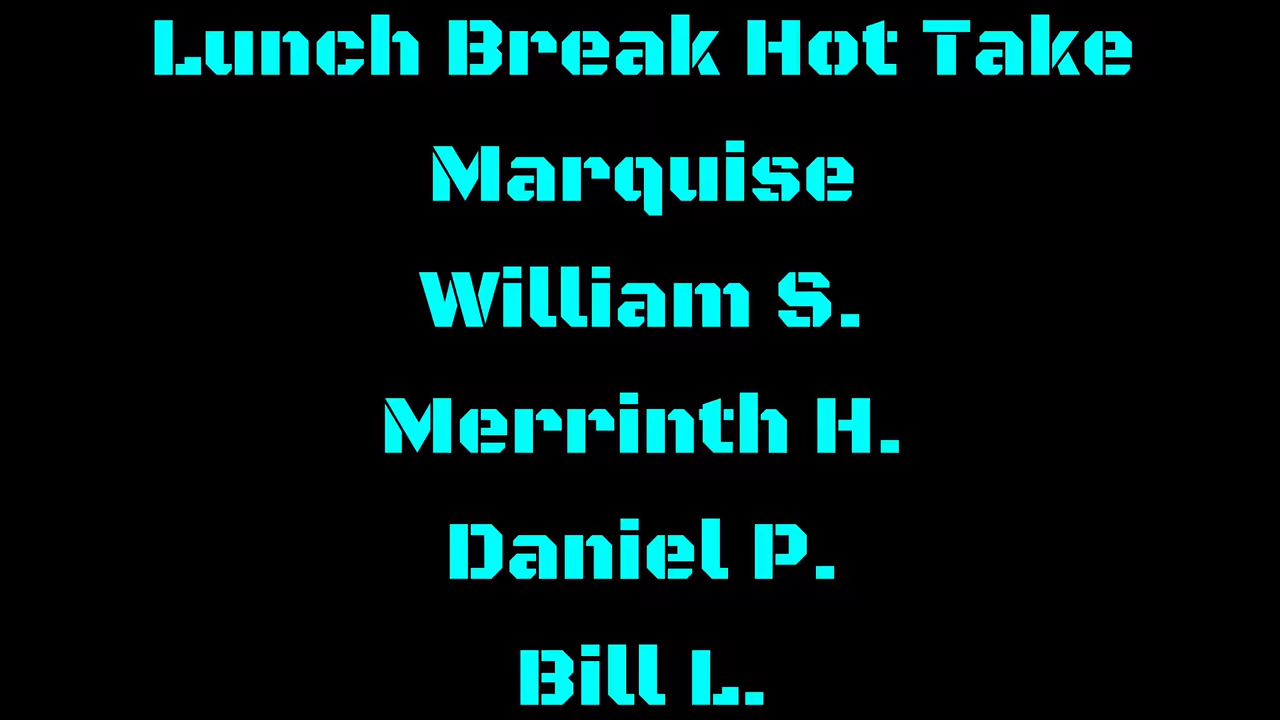 Lunch Break Hot Take
Marquise
William S.
Merrinth H.
Daniel P.
Bill L.